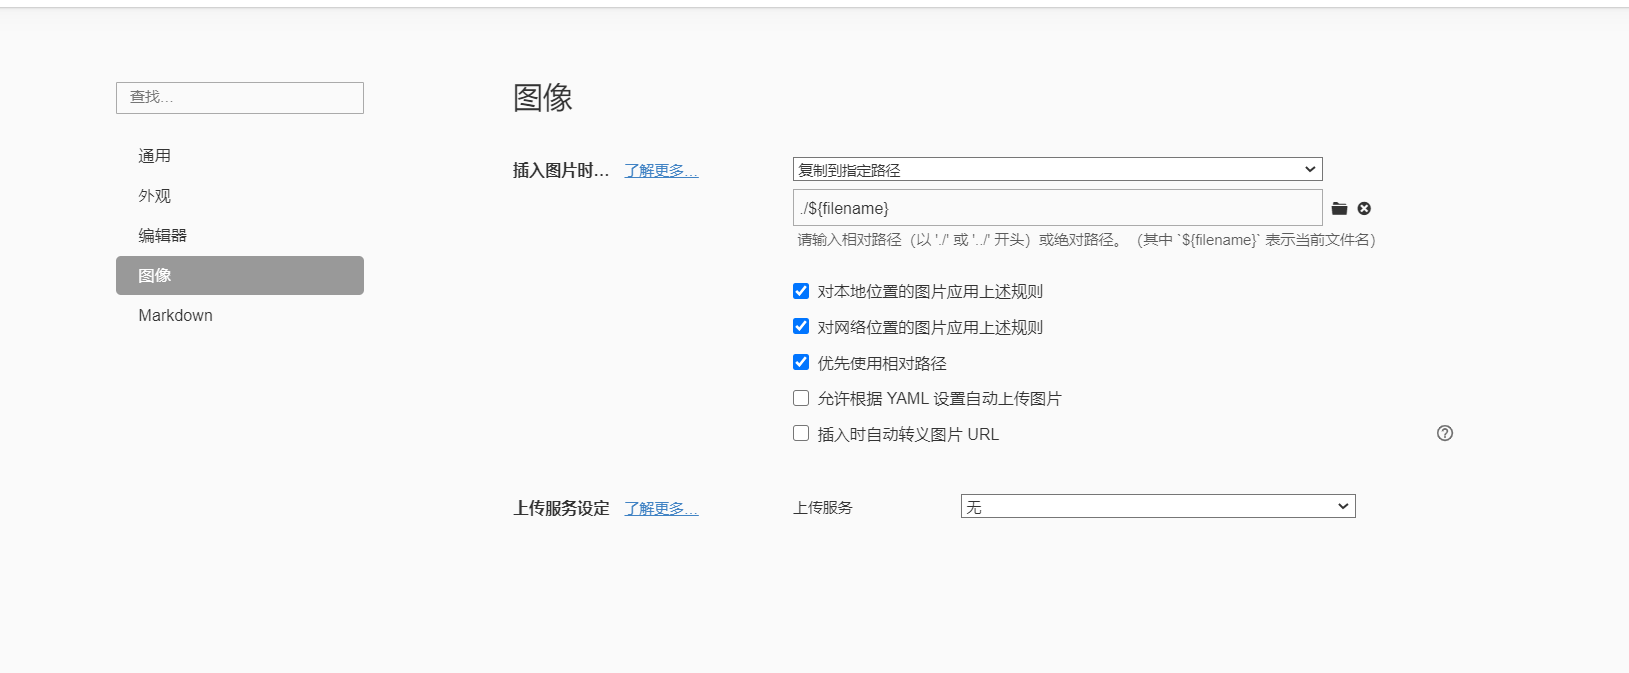 查找...
通用
外观
编辑器
图像
Markdown
图像
插入图片时... 了解更多... 复制到指定路径
./${filename}
请输入相对路径（以 './' 或 '../' 开头）或绝对路径。（其中 `${filename}` 表示当前文件名）
对本地位置的图片应用上述规则
对网络位置的图片应用上述规则
优先使用相对路径
允许根据 YAML 设置自动上传图片
插入时自动转义图片 URL
上传服务设定 了解更多... 上传服务 无